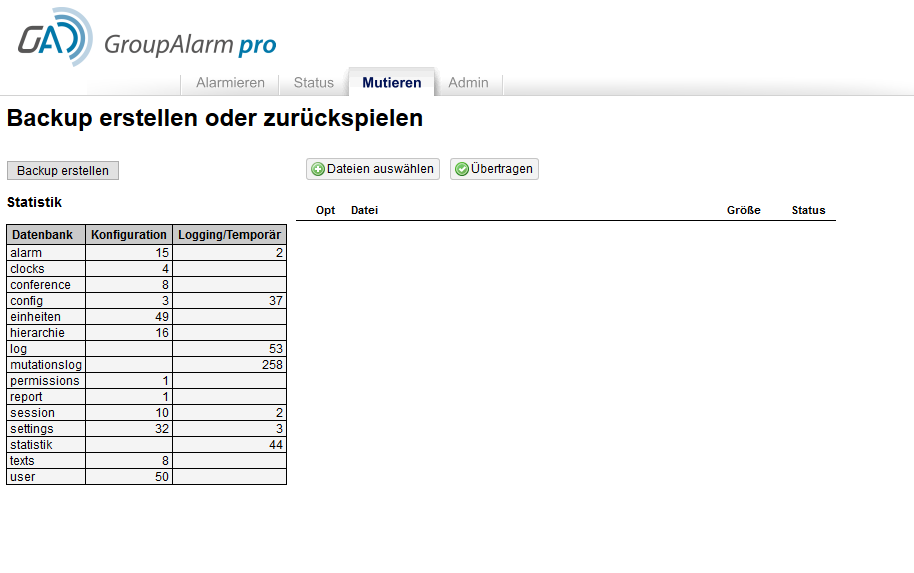 GAD GroupAlarm pro
Alarmieren Status Mutieren Admin
Backup erstellen oder zurückspielen
Backup erstellen Dateien auswählen Übertragen
Statistik
Opt Datei Größe Status
Datenbank Konfiguration Logging/Temporär
alarm 15 2
clocks 4
conference 8
config 3 37
einheiten 49
hierarchie 16
log 53
mutationslog 258
permissions 1
report 1
session 10 2
settings 32 3
statistik 44
texts 8
user 50